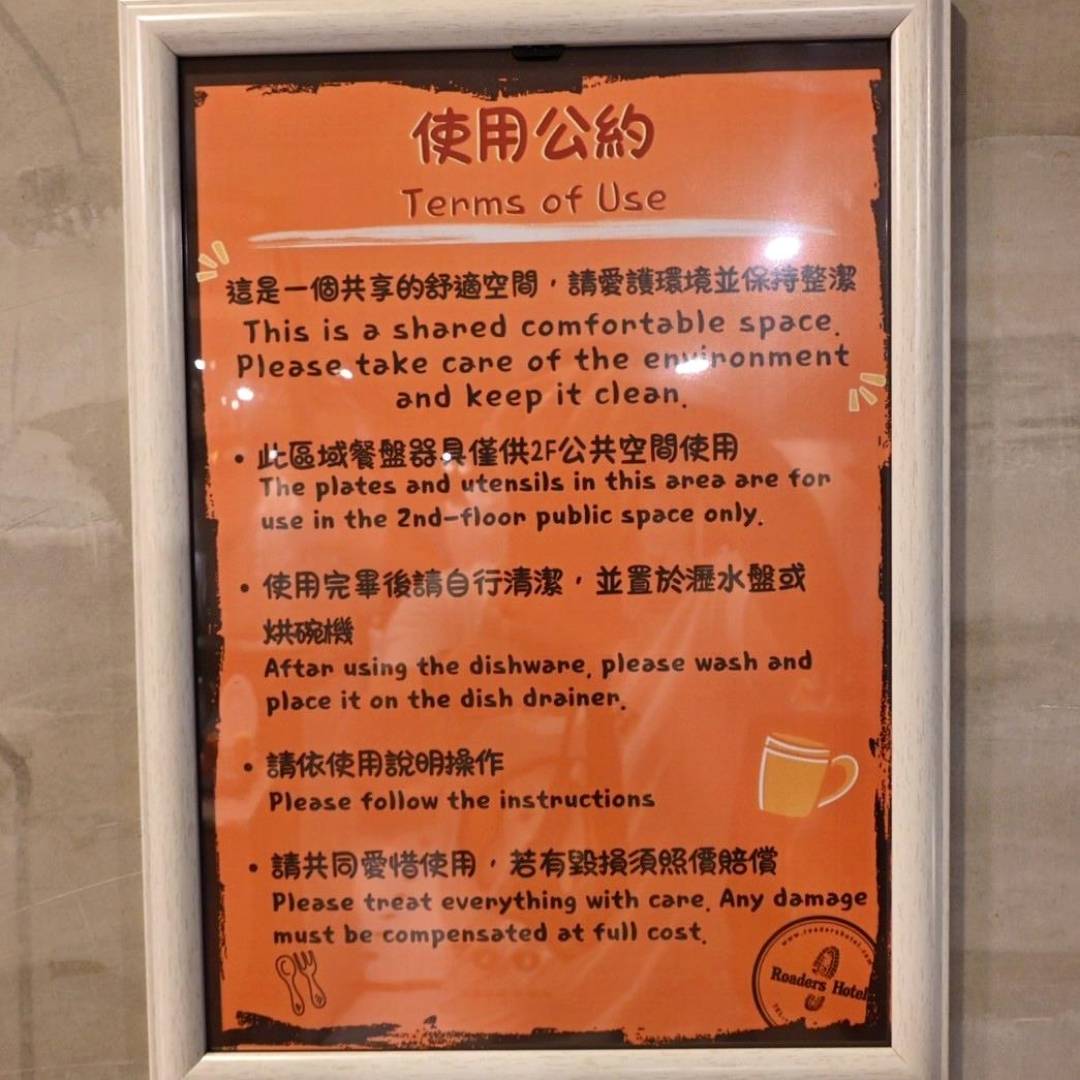 使用公約
Terms of Use
這是一個共享的舒適空間，請愛護環境並保持整潔
This is a shared comfortable space.
Please take care of the environment
and keep it clean.
• 此區域餐盤器具僅供2F公共空間使用
The plates and utensils in this area are for
use in the 2nd-floor public space only.
• 使用完畢後請自行清潔，並置於瀝水盤或
烘碗機
Aftar using the dishware, please wash and
place it on the dish drainer.
• 請依使用說明操作
Please follow the instructions
• 請共同愛惜使用，若有毀損須照價賠償
Please treat everything with care. Any damage
must be compensated at full cost.
www.roadershotel.com
Roaders Hotel